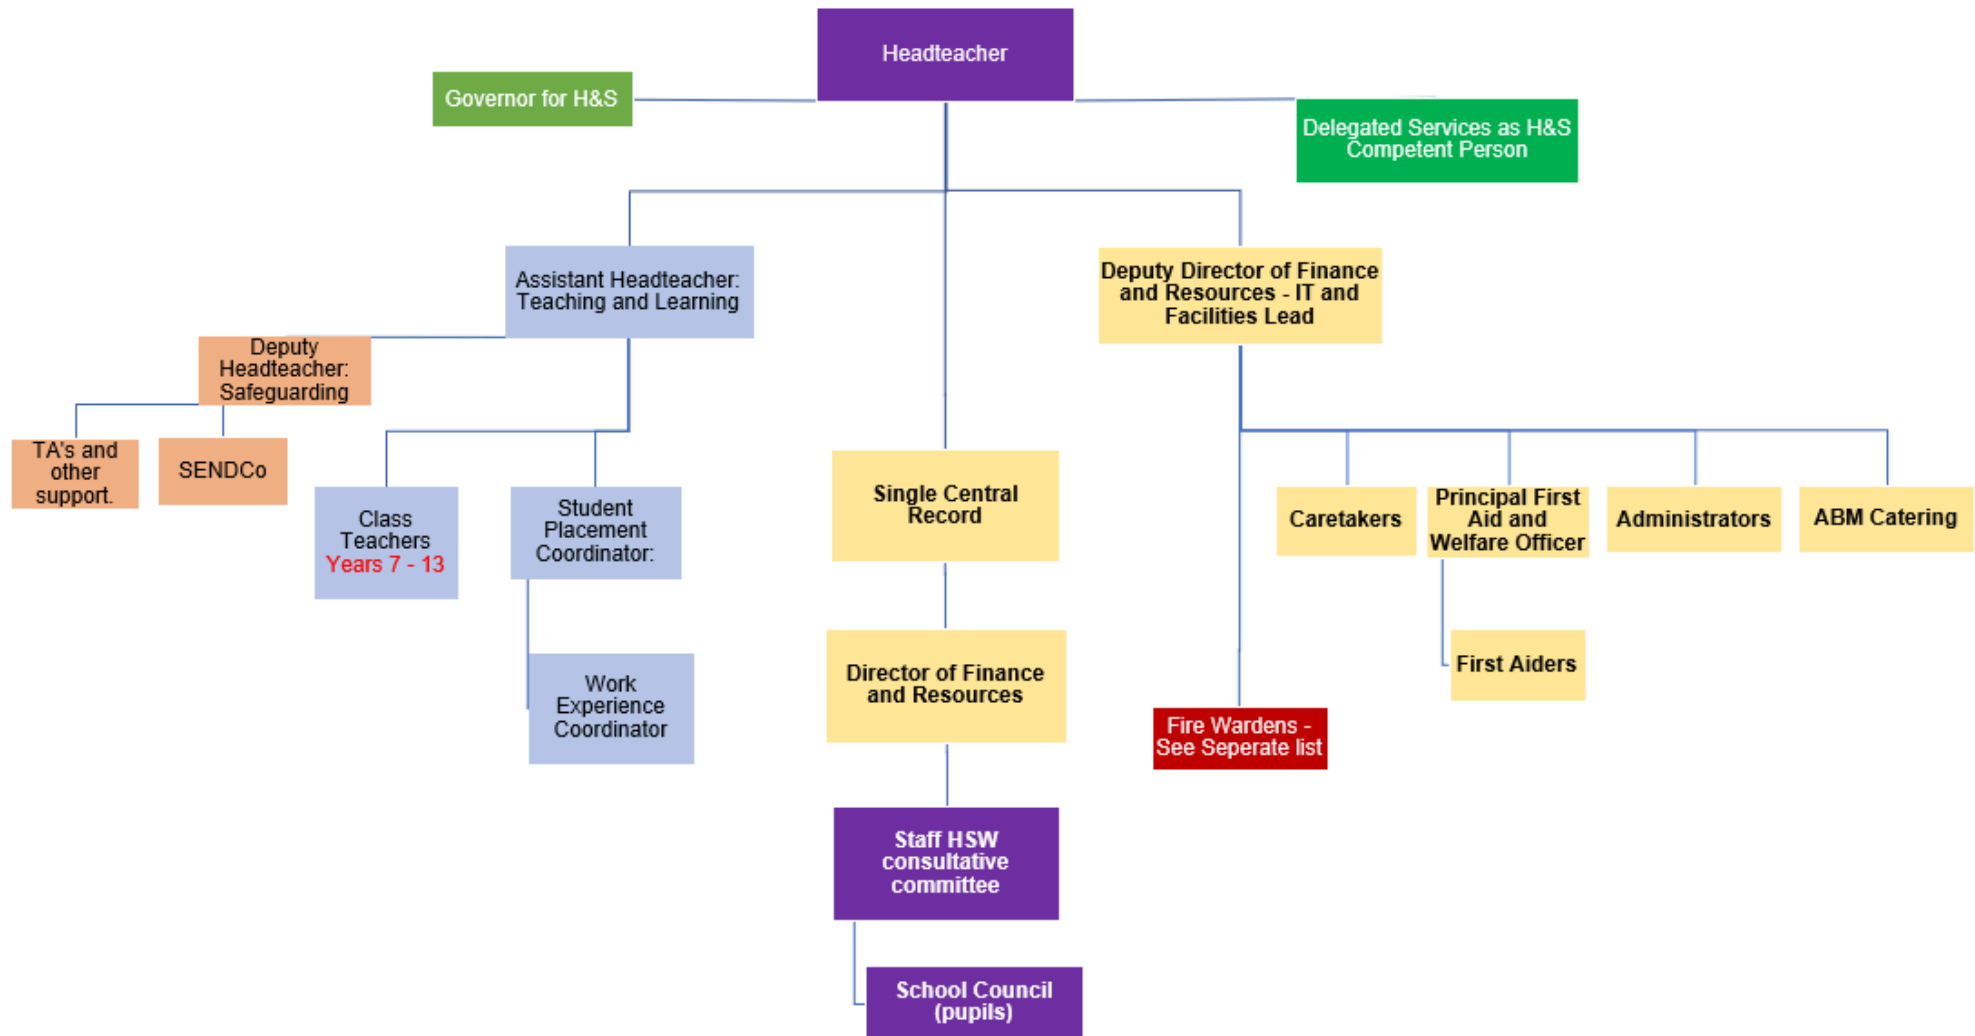 Headteacher
Governor for H&S
Delegated Services as H&S
Competent Person
Assistant Headteacher:
Teaching and Learning
Deputy Director of Finance
and Resources - IT and
Facilities Lead
Deputy
Headteacher:
Safeguarding
TA's and
other
support.
SENDCo
Class
Teachers
Years 7 - 13
Student
Placement
Coordinator:
Work
Experience
Coordinator
Single Central
Record
Director of Finance
and Resources
Staff HSW
consultative
committee
School Council
(pupils)
Caretakers
Principal First
Aid and
Welfare Officer
Administrators
ABM Catering
First Aiders
Fire Wardens -
See Seperate list